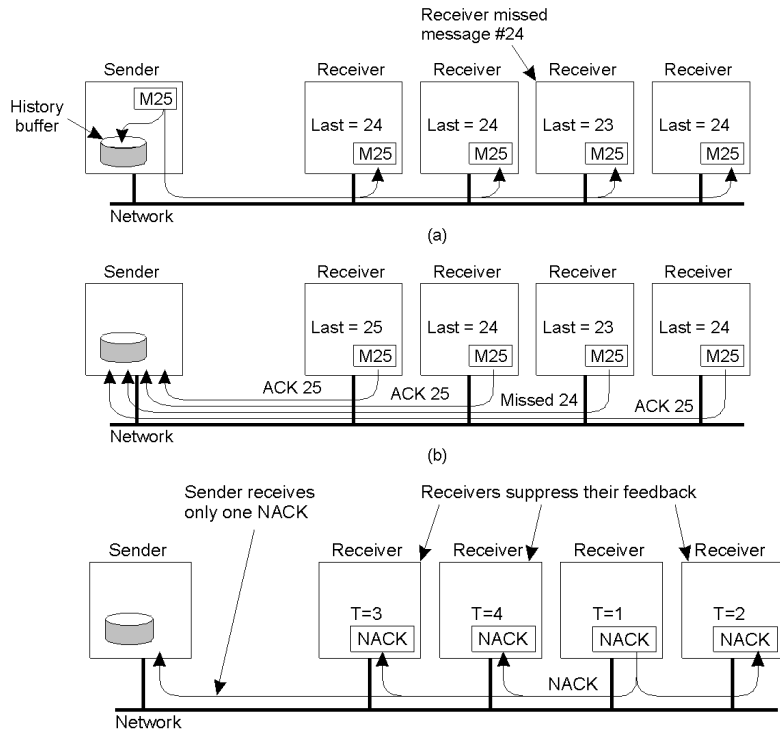 Receiver missed
message #24
Sender
Receiver
Receiver
Receiver
Receiver
History
buffer
M25
Last = 24
Last = 24
Last = 23
Last = 24
M25
M25
M25
M25
Network
(a)
Sender
Receiver
Receiver
Receiver
Receiver
Last = 25
Last = 24
Last = 23
Last = 24
M25
M25
M25
M25
ACK 25
ACK 25
Missed 24
ACK 25
Network
(b)
Sender receives
only one NACK
Receivers suppress their feedback
Sender
Receiver
Receiver
Receiver
Receiver
T=3
T=4
T=1
T=2
NACK
NACK
NACK
NACK
NACK
Network